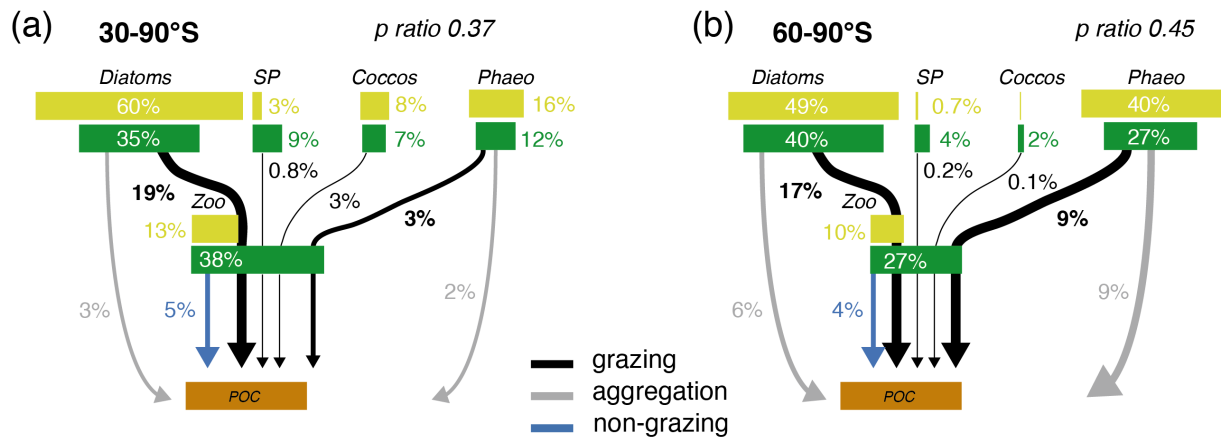 (a) 30-90°S p ratio 0.37
Diatoms SP Coccos Phaeo
60% 3% 8% 16%
35% 9% 7% 12%
0.8%
19% 3% 3%
Zoo
13%
38%
3% 5% 2%
POC
(b) 60-90°S p ratio 0.45
Diatoms SP Coccos Phaeo
49% 0.7% 40%
40% 4% 2% 27%
0.2%
17% 0.1% 9%
Zoo
10%
27%
6% 4% 9%
POC
grazing
aggregation
non-grazing